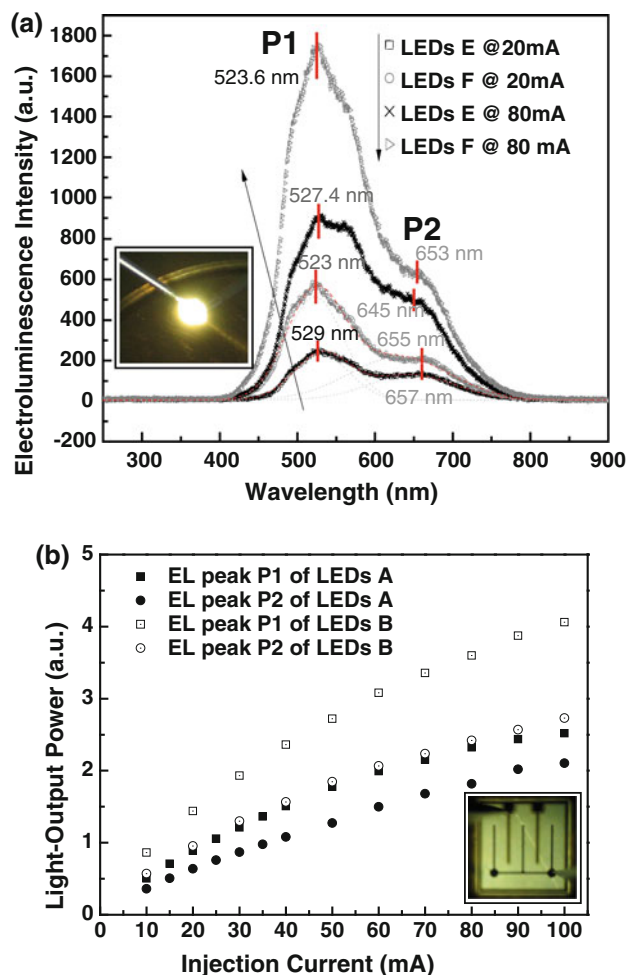 (a)
1800
1600
1400
1200
1000
800
600
400
200
0
-200
Electroluminescence Intensity (a.u.)
P1
P2
523.6 nm
527.4 nm
523 nm
529 nm
653 nm
645 nm
655 nm
657 nm
LEDs E @20mA
LEDs F @ 20mA
LEDs E @ 80mA
LEDs F @ 80 mA
300 400 500 600 700 800 900
Wavelength (nm)
(b)
5
4
3
2
1
0
Light-Output Power (a.u.)
EL peak P1 of LEDs A
EL peak P2 of LEDs A
EL peak P1 of LEDs B
EL peak P2 of LEDs B
0 10 20 30 40 50 60 70 80 90 100
Injection Current (mA)